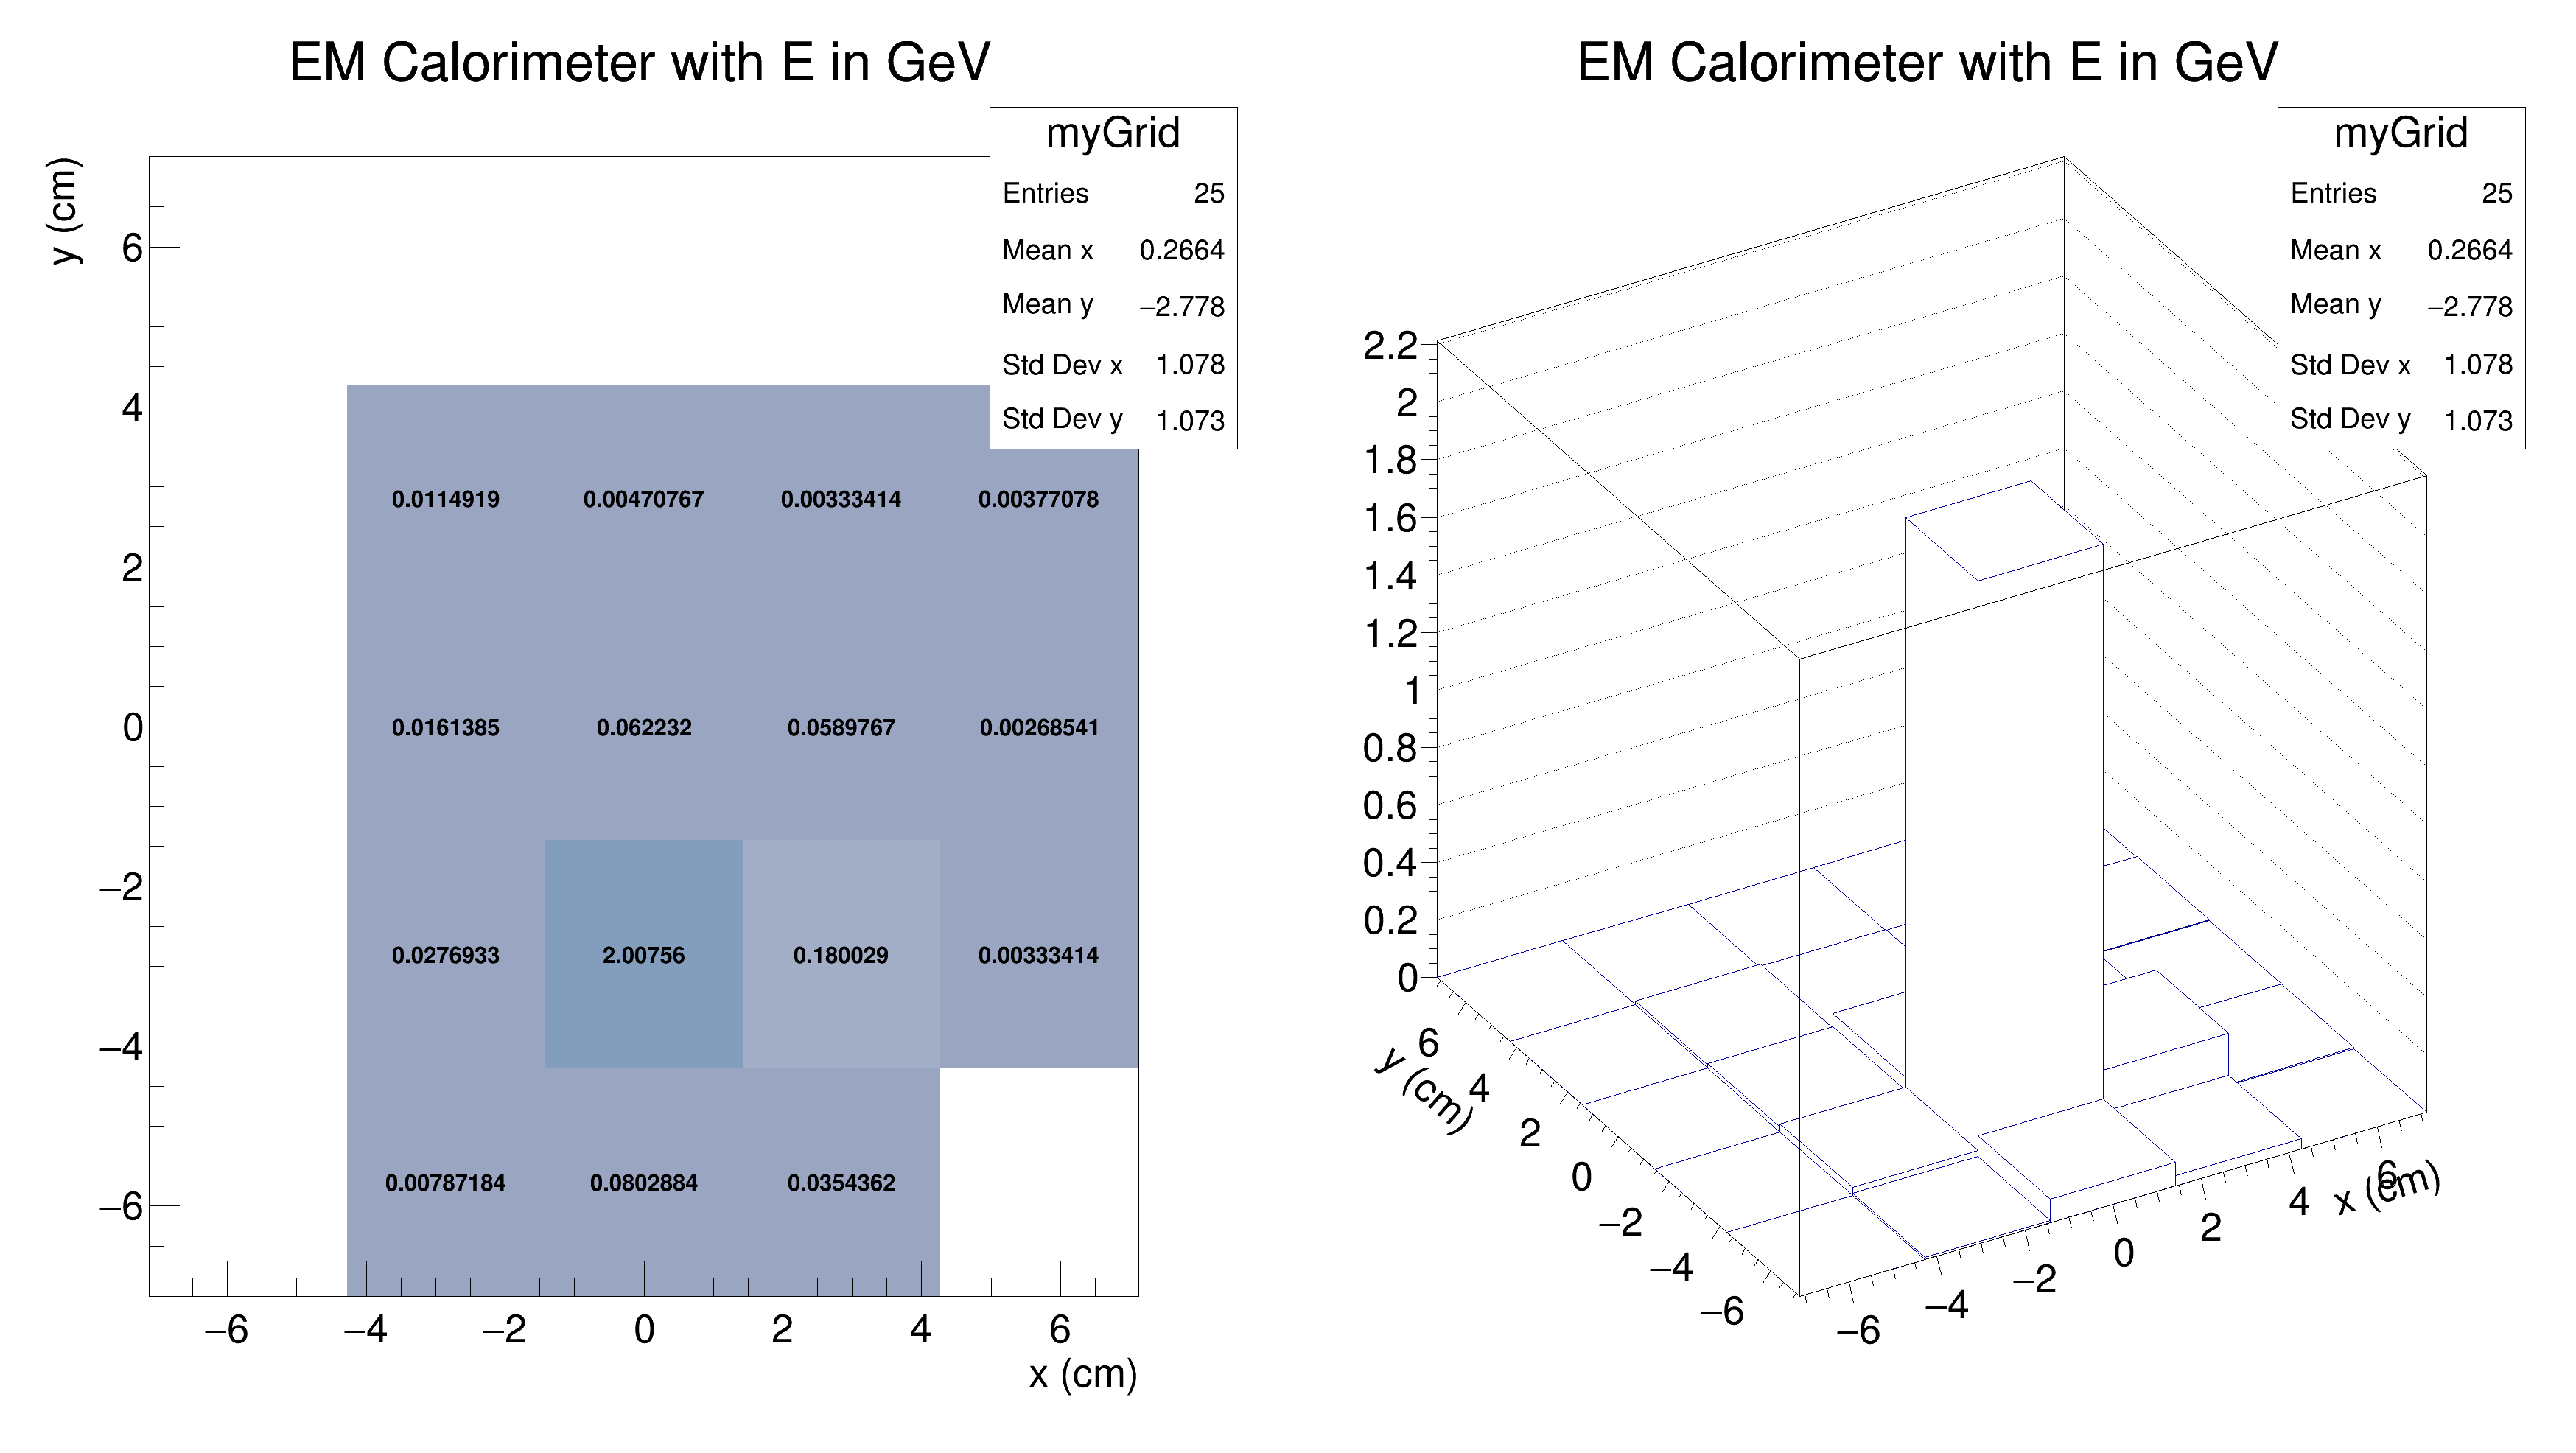 EM Calorimeter with E in GeV
myGrid
Entries 25
Mean x 0.2664
Mean y −2.778
Std Dev x 1.078
Std Dev y 1.073
y (cm)
6
4
2
0
−2
−4
−6
0.0114919 0.00470767 0.00333414 0.00377078
0.0161385 0.062232 0.0589767 0.00268541
0.0276933 2.00756 0.180029 0.00333414
0.00787184 0.0802884 0.0354362
−6 −4 −2 0 2 4 6
x (cm)
EM Calorimeter with E in GeV
myGrid
Entries 25
Mean x 0.2664
Mean y −2.778
Std Dev x 1.078
Std Dev y 1.073
2.2
2
1.8
1.6
1.4
1.2
1
0.8
0.6
0.4
0.2
0
y (cm)
6
4
2
0
−2
−4
−6
−6 −4 −2 0 2 4 6
x (cm)